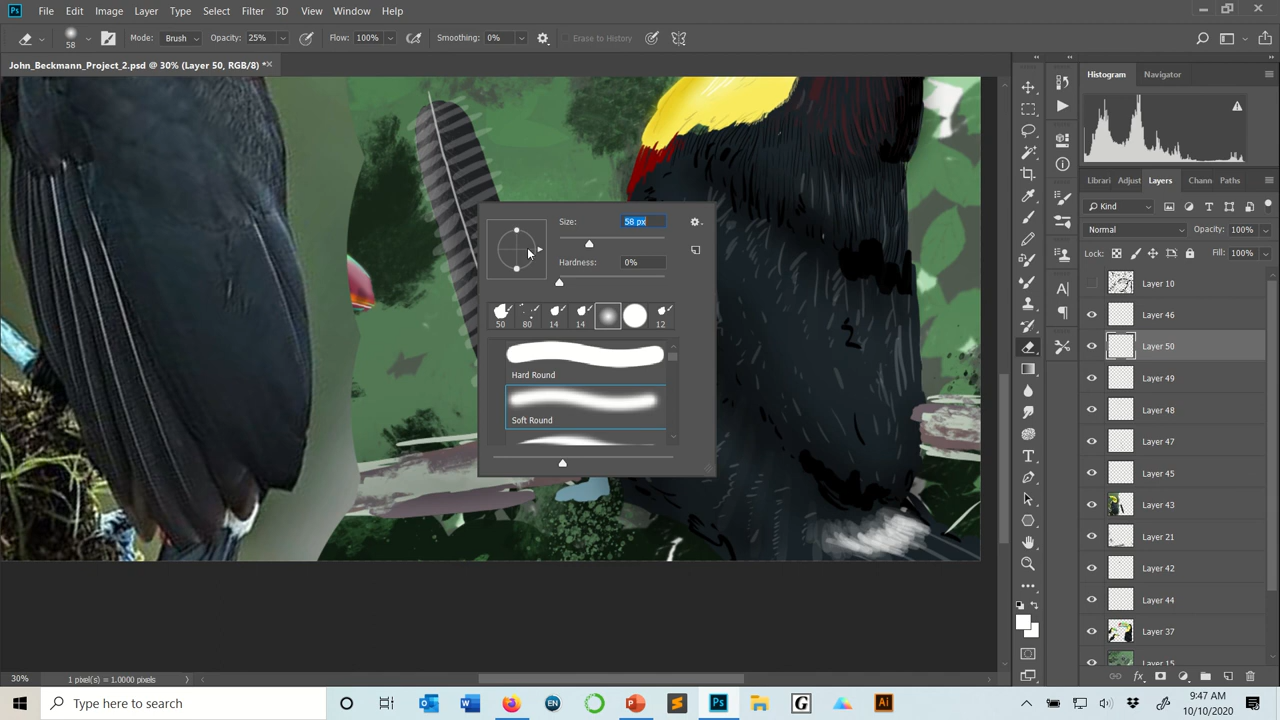 Ps File Edit Image Layer Type Select Filter 3D View Window Help
58 Mode: Brush Opacity: 25% Flow: 100% Smoothing: 0% Erase to History
John_Beckmann_Project_2.psd @ 30% (Layer 50, RGB/8) *
Histogram Navigator
Librari Adjust Layers Chann Paths
Kind
Normal Opacity: 100%
Lock: Fill: 100%
Size: 58 px
Hardness: 0%
50 80 14 14 12
Hard Round
Soft Round
Layer 10
Layer 46
Layer 50
Layer 49
Layer 48
Layer 47
Layer 45
Layer 43
Layer 21
Layer 42
Layer 44
Layer 37
Layer 15
30% 1 pixel(s) = 1.0000 pixels
Type here to search
EN
G
Ps
Ai
9:47 AM
10/10/2020